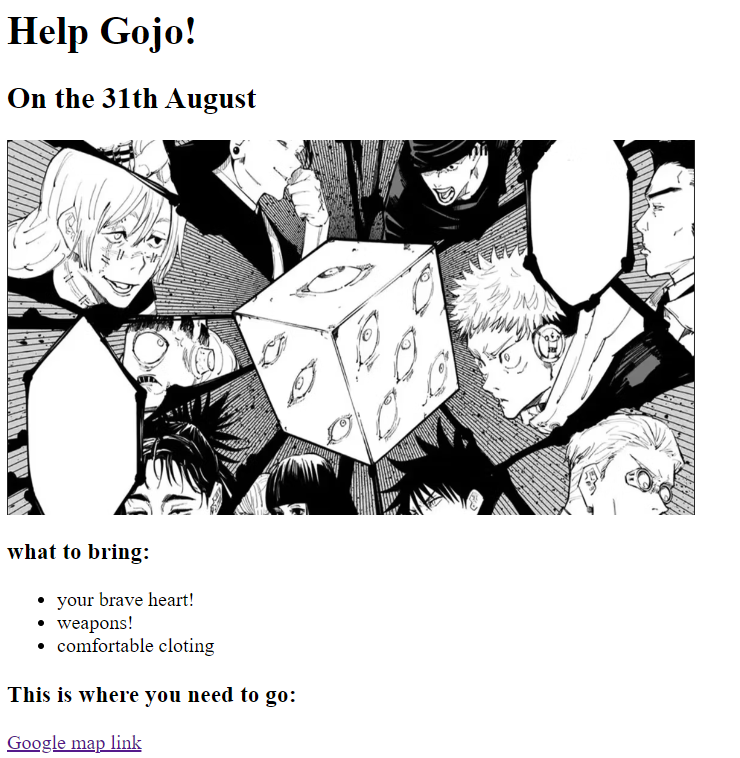 Help Gojo!
On the 31th August
what to bring:
your brave heart!
weapons!
comfortable cloting
This is where you need to go:
Google map link